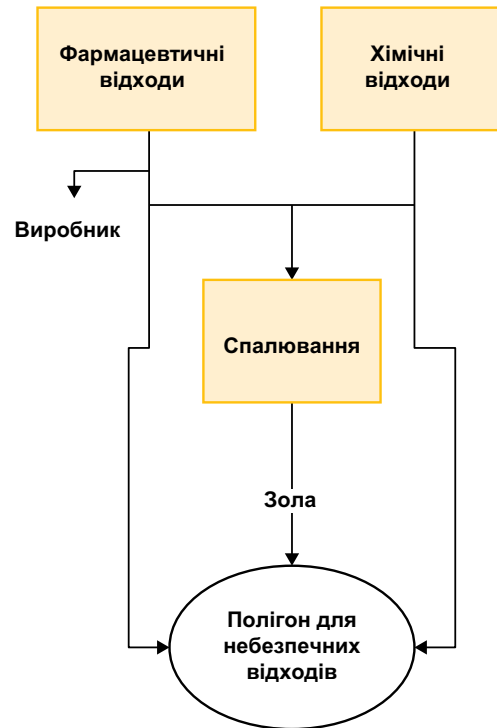 Фармацевтичні
відходи
Хімічні
відходи
Виробник
Спалювання
Зола
Полігон для
небезпечних
відходів